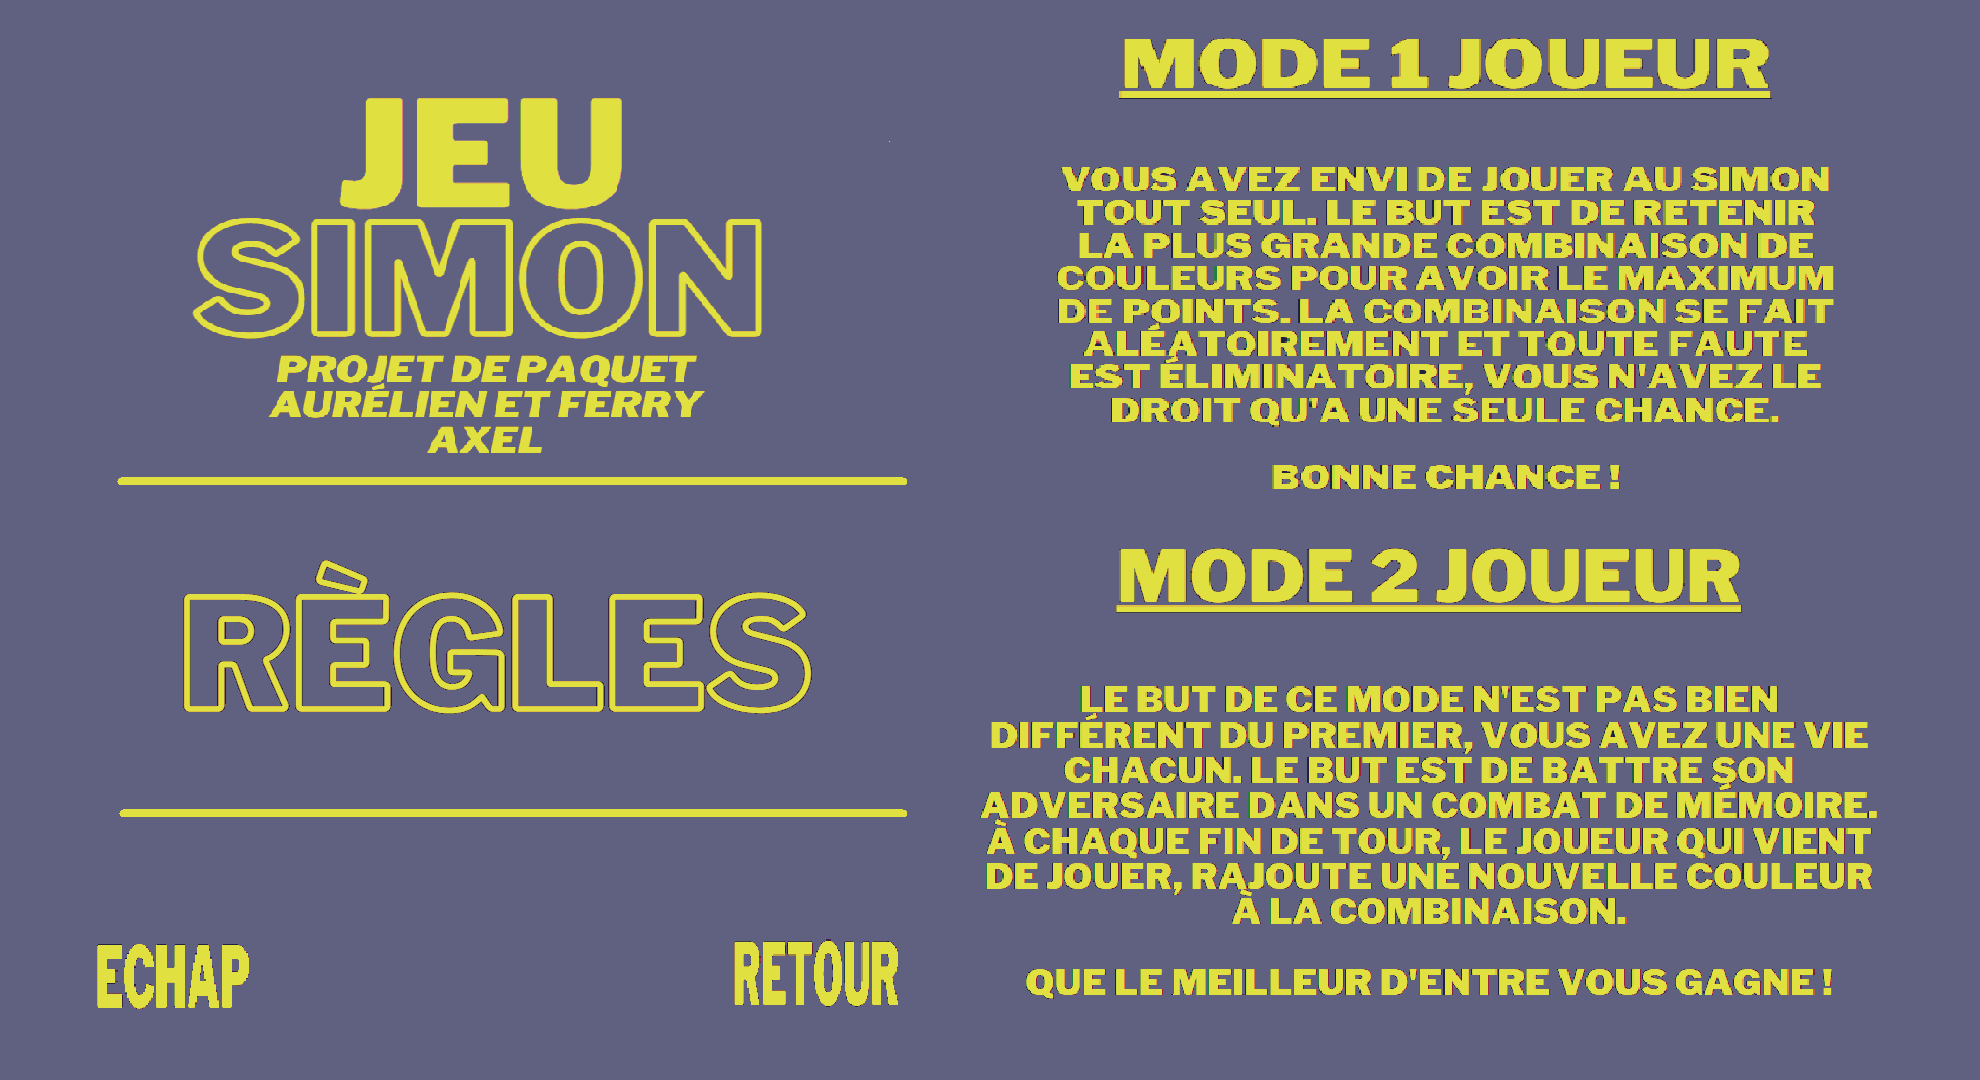 JEU
SIMON
PROJET DE PAQUET
AURÉLIEN ET FERRY
AXEL
RÈGLES
ECHAP
RETOUR
MODE 1 JOUEUR
VOUS AVEZ ENVI DE JOUER AU SIMON
TOUT SEUL. LE BUT EST DE RETENIR
LA PLUS GRANDE COMBINAISON DE
COULEURS POUR AVOIR LE MAXIMUM
DE POINTS. LA COMBINAISON SE FAIT
ALÉATOIREMENT ET TOUTE FAUTE
EST ÉLIMINATOIRE, VOUS N'AVEZ LE
DROIT QU'A UNE SEULE CHANCE.
BONNE CHANCE !
MODE 2 JOUEUR
LE BUT DE CE MODE N'EST PAS BIEN
DIFFÉRENT DU PREMIER, VOUS AVEZ UNE VIE
CHACUN. LE BUT EST DE BATTRE SON
ADVERSAIRE DANS UN COMBAT DE MÉMOIRE.
À CHAQUE FIN DE TOUR, LE JOUEUR QUI VIENT
DE JOUER, RAJOUTE UNE NOUVELLE COULEUR
À LA COMBINAISON.
QUE LE MEILLEUR D'ENTRE VOUS GAGNE !